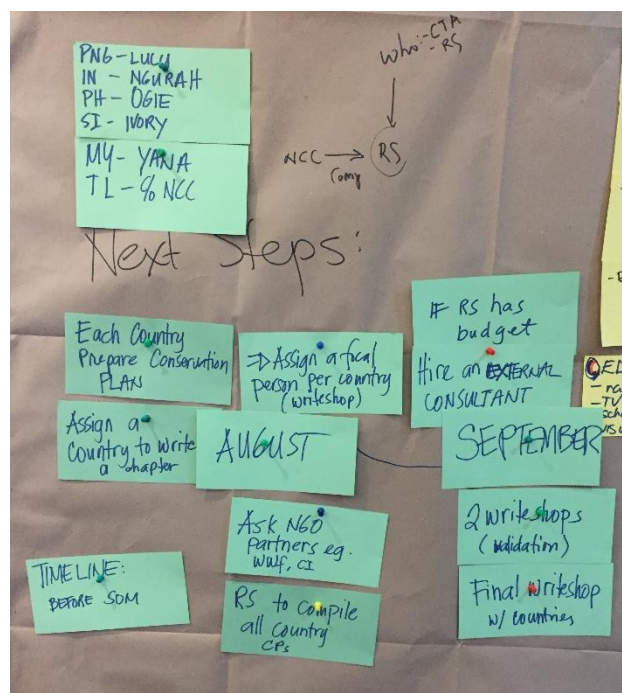 PNG - LULU
IN - NGURAH
PH - OGIE
SI - IVORY
MY - YANA
TL - % NCC
Who: - CTA
- RS
NCC → RS
Next Steps:
Each Country
Prepare Conservation
PLAN
⇒ Assign a focal
person per country
(writeshop)
IF RS has
budget
Hire an EXTERNAL
CONSULTANT
Assign a
Country to write
a chapter
AUGUST
SEPTEMBER
Ask NGO
partners eg.
WWF, CI
2 writeshops
(validation)
TIMELINE:
BEFORE SOM
RS to compile
all country
CPs
Final writeshop
w/ countries